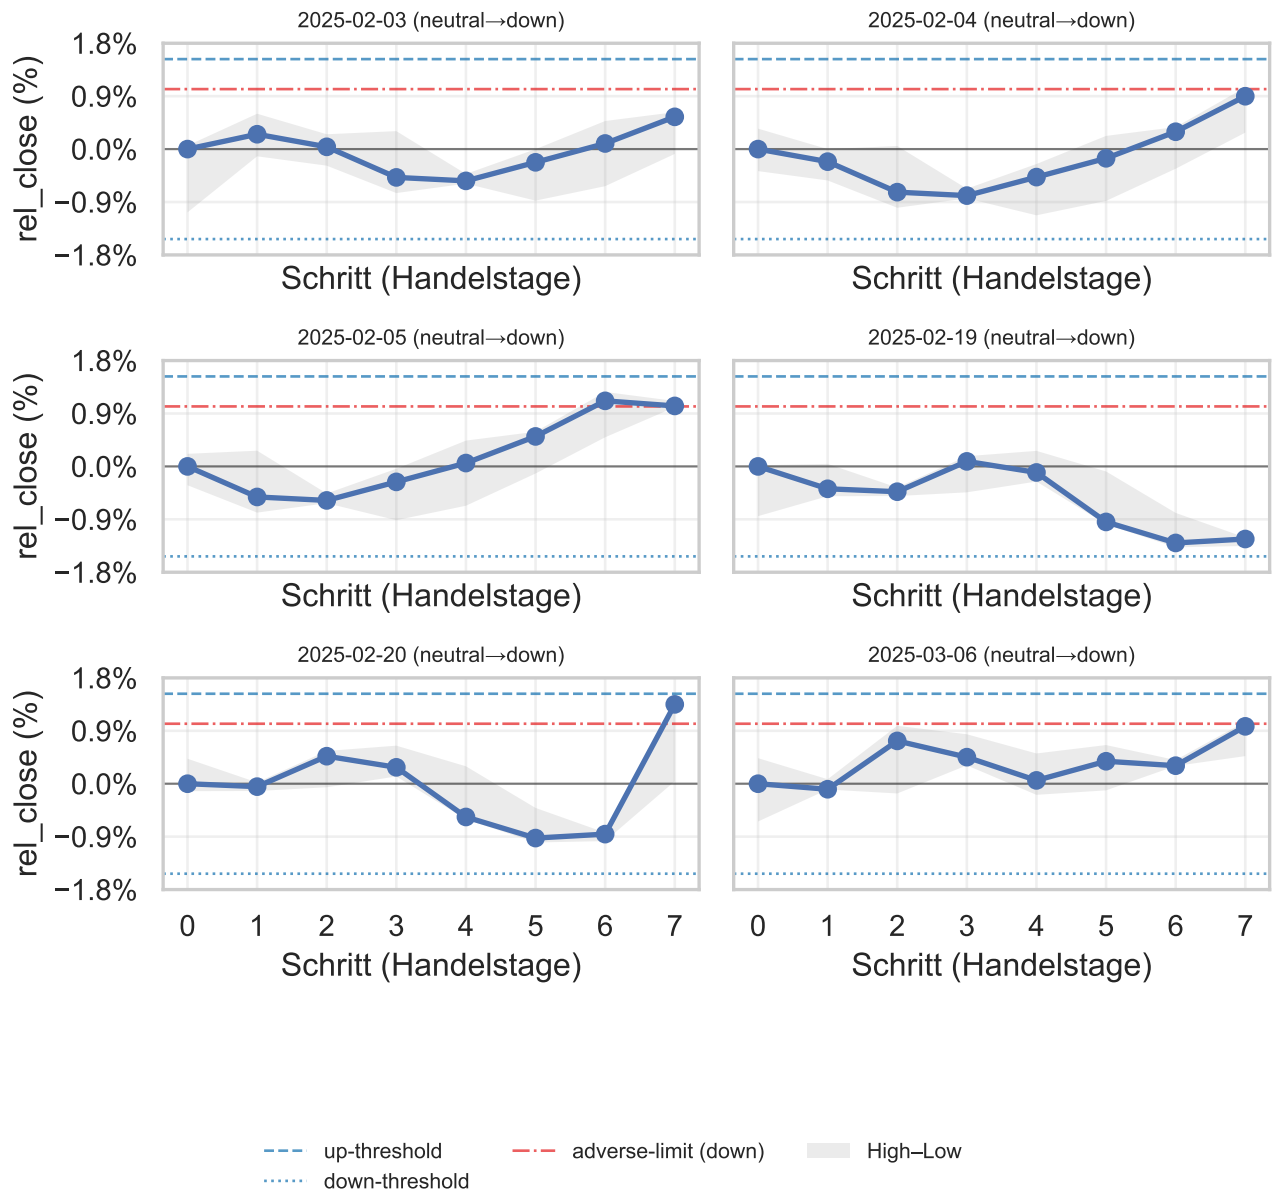 2025-02-03 (neutral→down)
2025-02-04 (neutral→down)
rel_close (%)
1.8%
0.9%
0.0%
−0.9%
−1.8%
Schritt (Handelstage)
Schritt (Handelstage)
2025-02-05 (neutral→down)
2025-02-19 (neutral→down)
rel_close (%)
1.8%
0.9%
0.0%
−0.9%
−1.8%
Schritt (Handelstage)
Schritt (Handelstage)
2025-02-20 (neutral→down)
2025-03-06 (neutral→down)
rel_close (%)
1.8%
0.9%
0.0%
−0.9%
−1.8%
0 1 2 3 4 5 6 7
0 1 2 3 4 5 6 7
Schritt (Handelstage)
Schritt (Handelstage)
up-threshold
adverse-limit (down)
High–Low
down-threshold